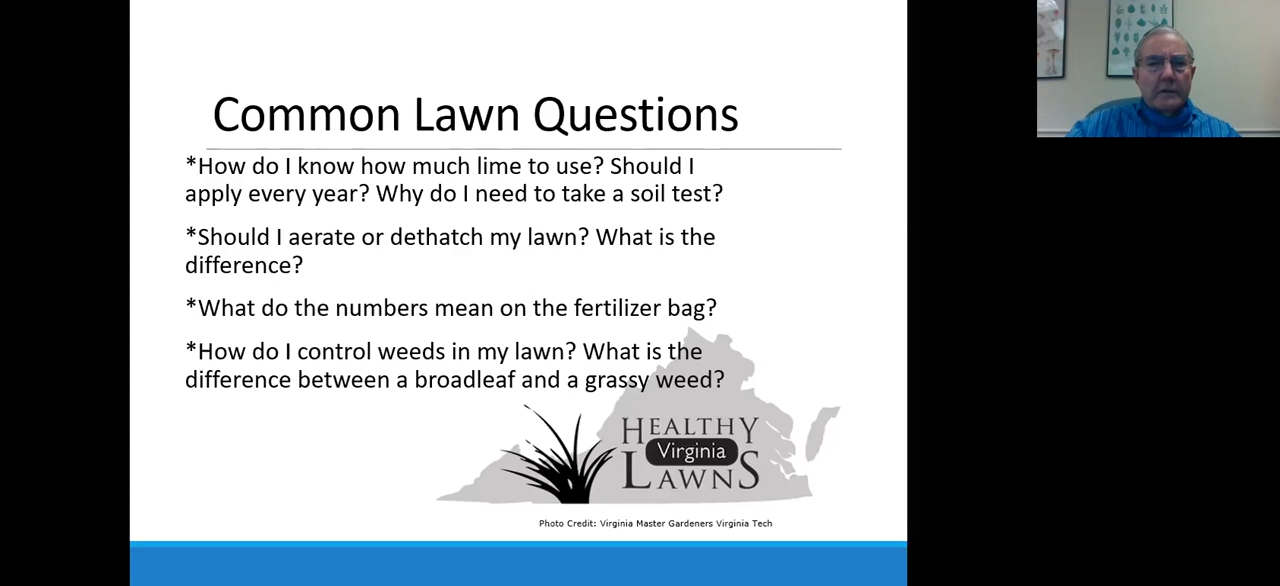 Common Lawn Questions
*How do I know how much lime to use? Should I
apply every year? Why do I need to take a soil test?
*Should I aerate or dethatch my lawn? What is the
difference?
*What do the numbers mean on the fertilizer bag?
*How do I control weeds in my lawn? What is the
difference between a broadleaf and a grassy weed?
HEALTHY
Virginia
LAWNS
Photo Credit: Virginia Master Gardeners Virginia Tech